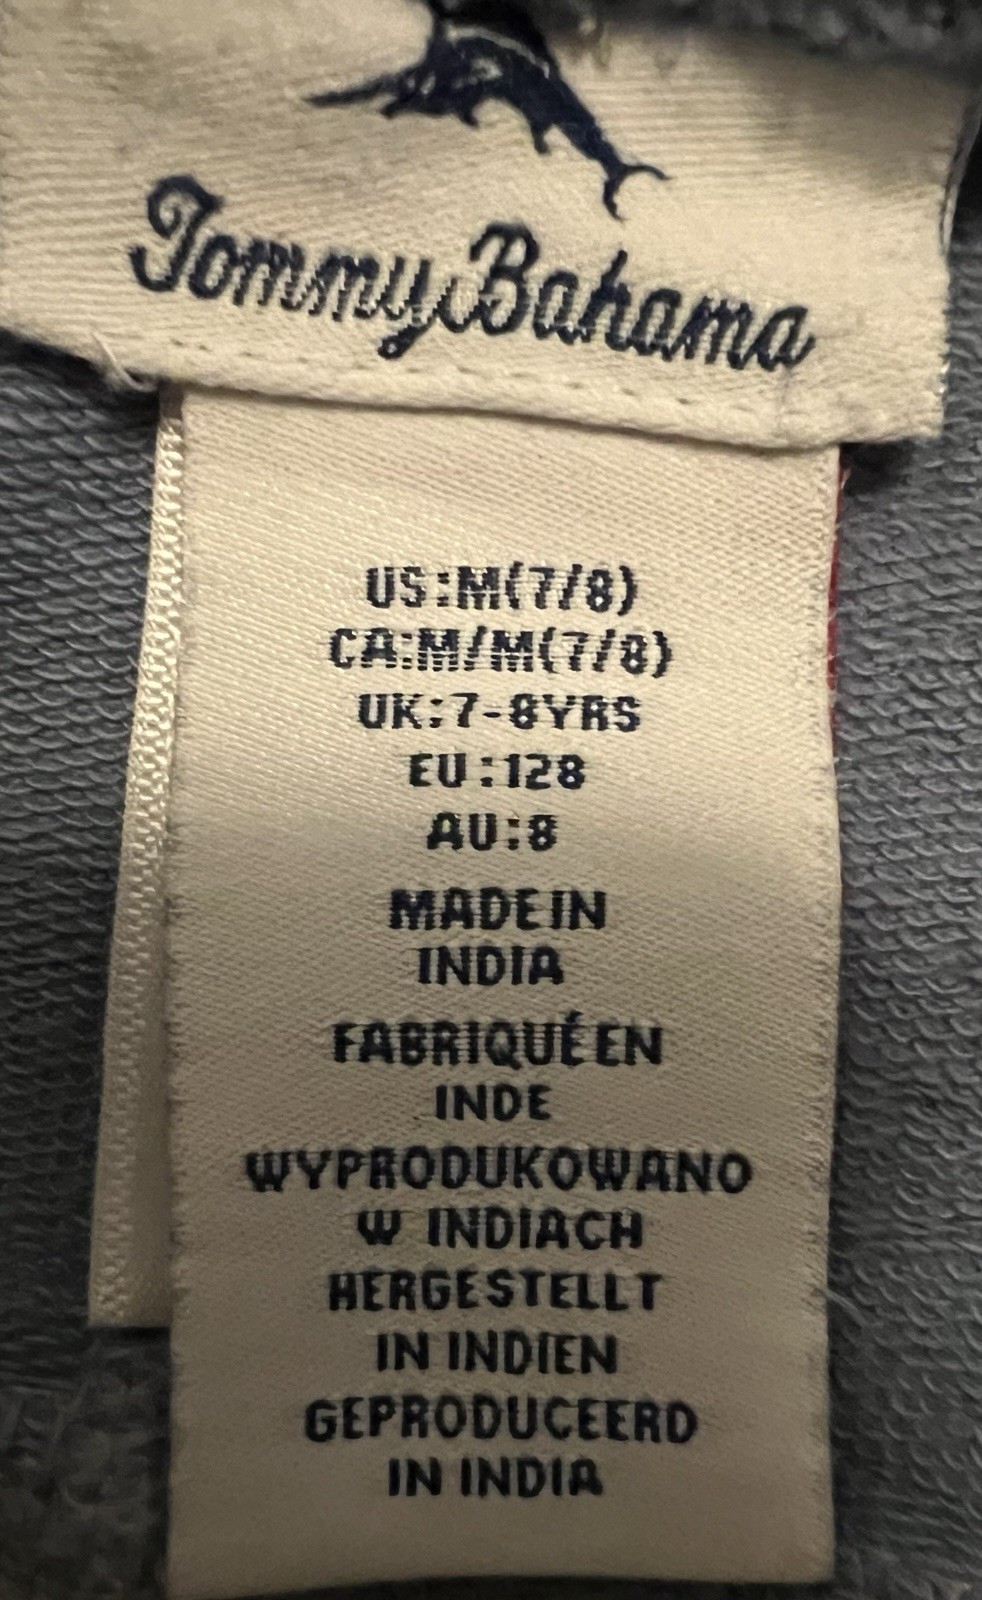 Tommy Bahama
US:M(7/8)
CA:M/M(7/8)
UK:7-8YRS
EU:128
AU:8
MADE IN
INDIA
FABRIQUÉ EN
INDE
WYPRODUKOWANO
W INDIACH
HERGESTELLT
IN INDIEN
GEPRODUCEERD
IN INDIA